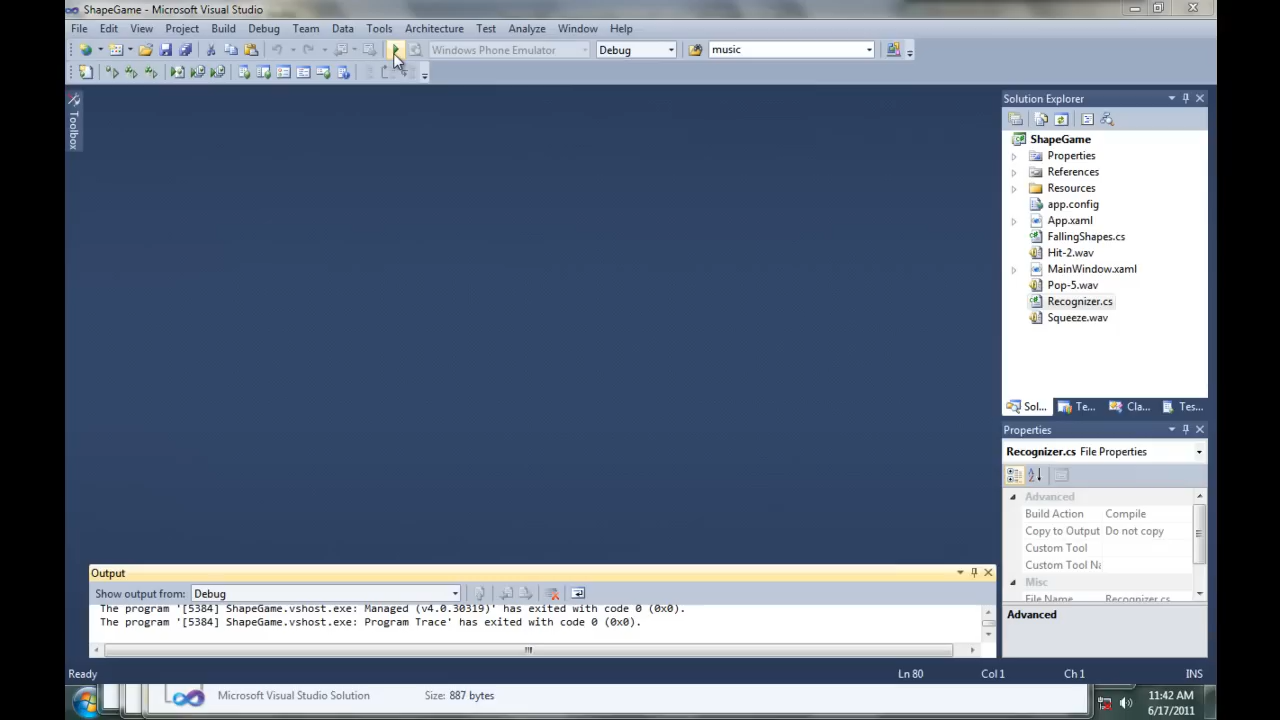 ShapeGame - Microsoft Visual Studio
File Edit View Project Build Debug Team Data Tools Architecture Test Analyze Window Help
Windows Phone Emulator Debug music
Toolbox
Solution Explorer
ShapeGame
Properties
References
Resources
app.config
App.xaml
FallingShapes.cs
Hit-2.wav
MainWindow.xaml
Pop-5.wav
Recognizer.cs
Squeeze.wav
Sol... Te... Cla... Tes...
Properties
Recognizer.cs File Properties
Advanced
Build Action Compile
Copy to Output Do not copy
Custom Tool
Custom Tool Na
Misc
File Name Recognizer.cs
Advanced
Output
Show output from: Debug
The program '[5384] ShapeGame.vshost.exe: Managed (v4.0.30319)' has exited with code 0 (0x0).
The program '[5384] ShapeGame.vshost.exe: Program Trace' has exited with code 0 (0x0).
Ready Ln 80 Col 1 Ch 1 INS
Microsoft Visual Studio Solution Size: 887 bytes
11:42 AM
6/17/2011